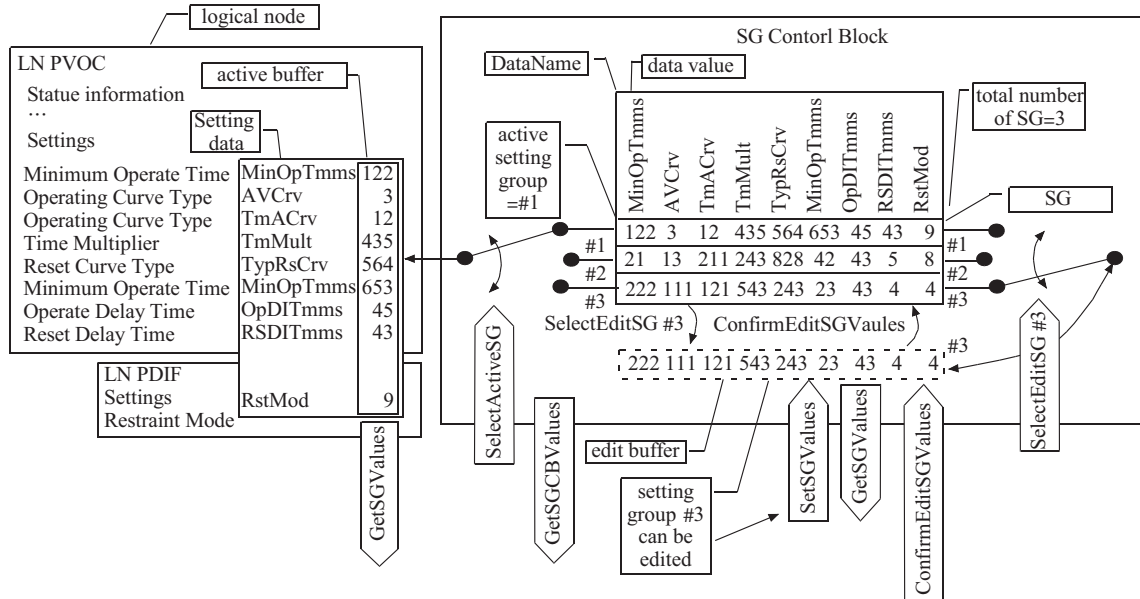 logical node
LN PVOC
active buffer
Statue information
...
Settings
Setting
data
Minimum Operate Time MinOpTmms 122
Operating Curve Type AVCrv 3
Operating Curve Type TmACrv 12
Time Multiplier TmMult 435
Reset Curve Type TypRsCrv 564
Minimum Operate Time MinOpTmms 653
Operate Delay Time OpDITmms 45
Reset Delay Time RSDITmms 43
LN PDIF
Settings
Restraint Mode RstMod 9
GetSGValues
SG Contorl Block
DataName
data value
active
setting
group
=#1
total number
of SG=3
MinOpTmms
AVCrv
TmACrv
TmMult
TypRsCrv
MinOpTmms
OpDITmms
RSDITmms
RstMod
SG
122 3 12 435 564 653 45 43 9
#1 #1
21 13 211 243 828 42 43 5 8
#2 #2
222 111 121 543 243 23 43 4 4
#3 #3
SelectEditSG #3
ConfirmEditSGVaules
#3
222 111 121 543 243 23 43 4 4
SelectActiveSG
GetSGCBValues
edit buffer
setting
group #3
can be
edited
SetSGValues
GetSGValues
ConfirmEditSGValues
SelectEditSG #3